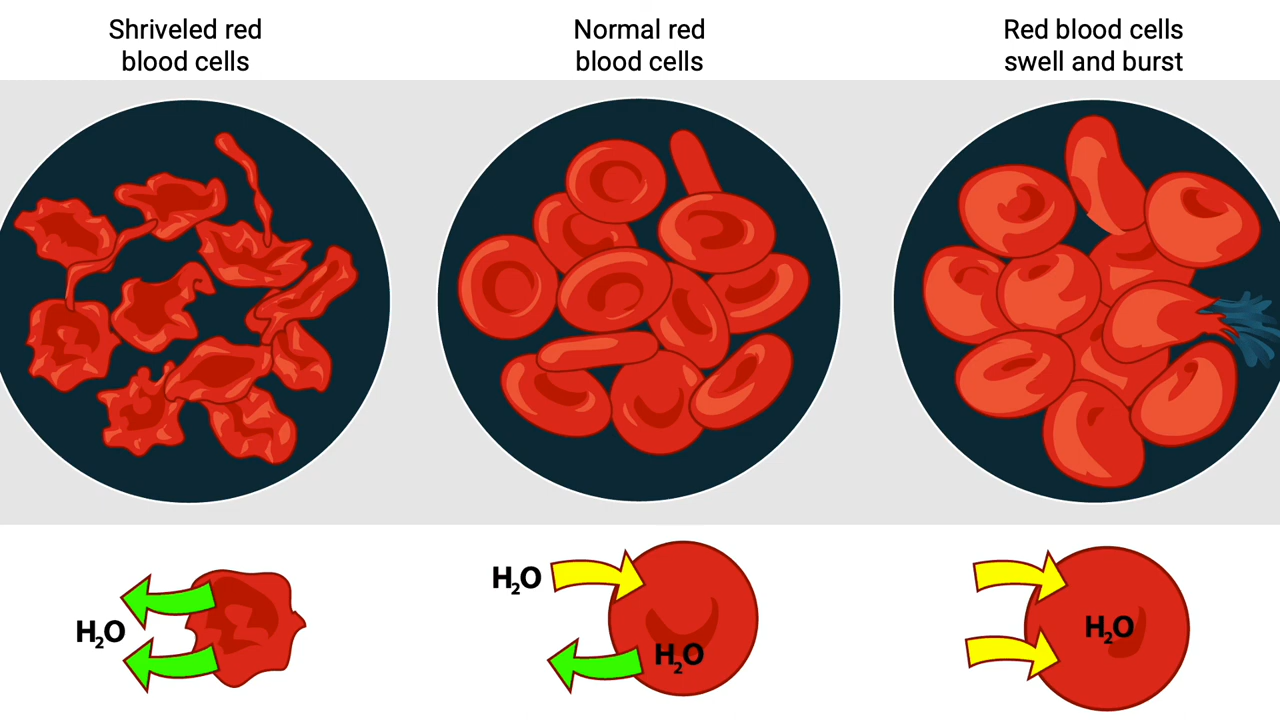 Shriveled red
blood cells
Normal red
blood cells
Red blood cells
swell and burst
H₂O
H₂O
H₂O
H₂O